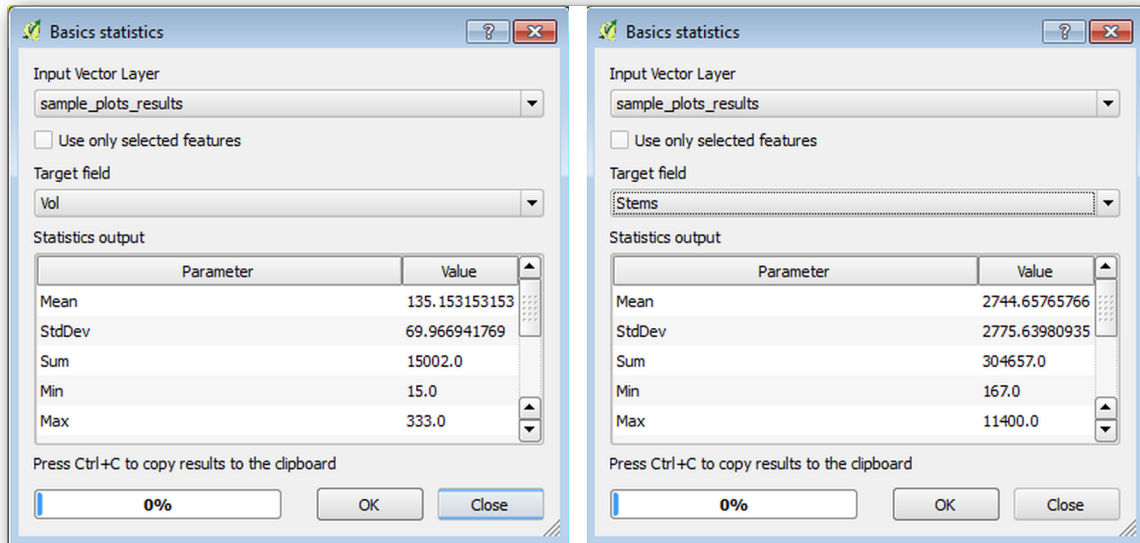 Basics statistics
?
Input Vector Layer
sample_plots_results
Use only selected features
Target field
Vol
Statistics output
Parameter Value
Mean 135.153153153
StdDev 69.966941769
Sum 15002.0
Min 15.0
Max 333.0
Press Ctrl+C to copy results to the clipboard
0% OK Close
Basics statistics
?
Input Vector Layer
sample_plots_results
Use only selected features
Target field
Stems
Statistics output
Parameter Value
Mean 2744.65765766
StdDev 2775.63980935
Sum 304657.0
Min 167.0
Max 11400.0
Press Ctrl+C to copy results to the clipboard
0% OK Close